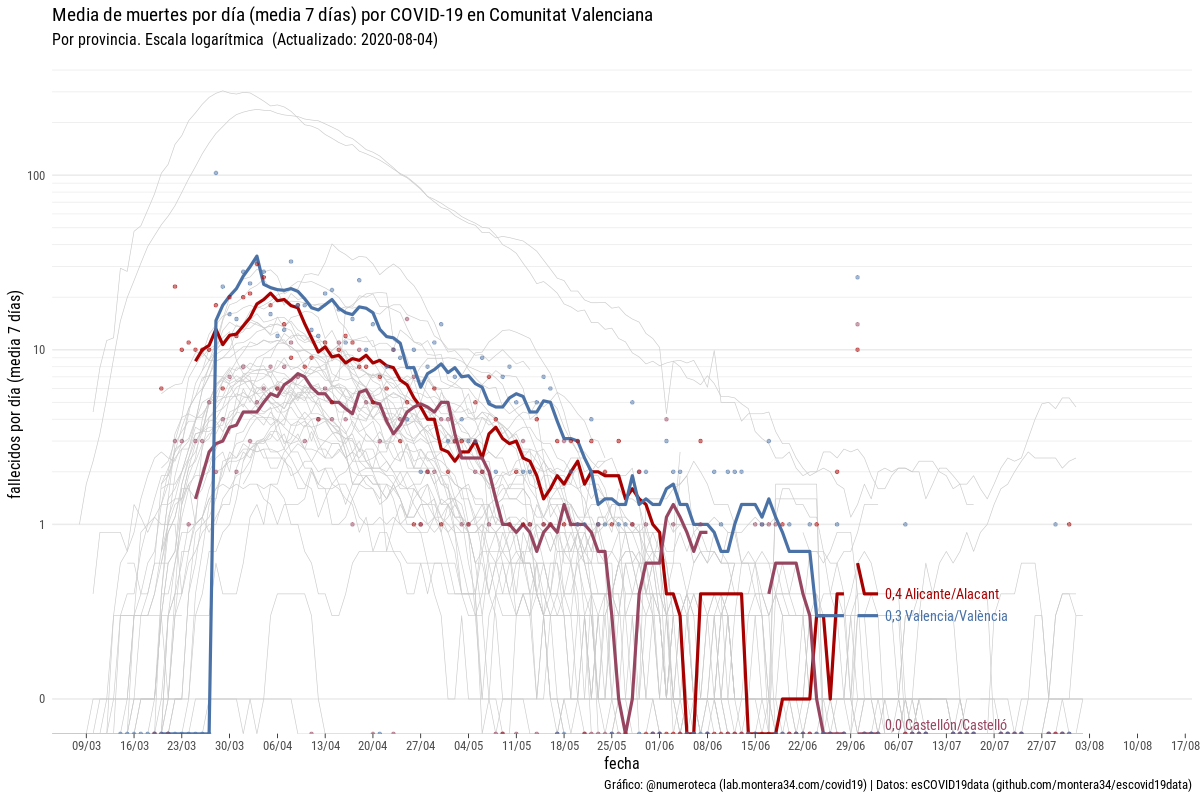 Media de muertes por día (media 7 días) por COVID-19 en Comunitat Valenciana
Por provincia. Escala logarítmica (Actualizado: 2020-08-04)
fallecidos por día (media 7 días)
100
10
1
0
0,4 Alicante/Alacant
0,3 Valencia/València
0,0 Castellón/Castelló
09/03 16/03 23/03 30/03 06/04 13/04 20/04 27/04 04/05 11/05 18/05 25/05 01/06 08/06 15/06 22/06 29/06 06/07 13/07 20/07 27/07 03/08 10/08 17/08
fecha
Gráfico: @numeroteca (lab.montera34.com/covid19) | Datos: esCOVID19data (github.com/montera34/escovid19data)